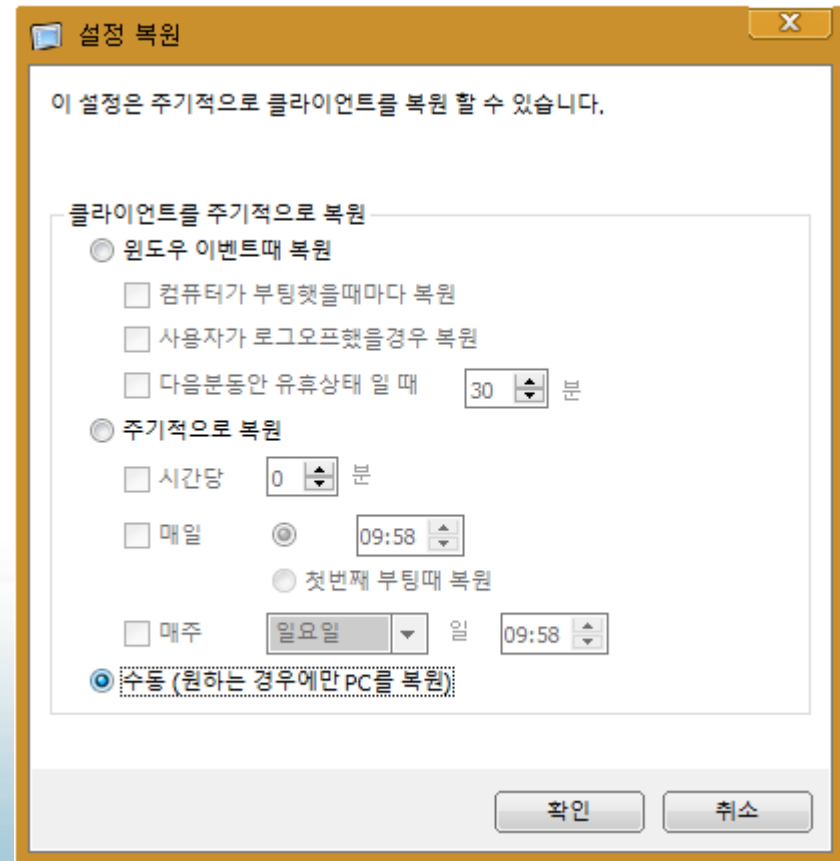 설정 복원
이 설정은 주기적으로 클라이언트를 복원 할 수 있습니다.
클라이언트를 주기적으로 복원
윈도우 이벤트때 복원
컴퓨터가 부팅햇을때마다 복원
사용자가 로그오프했을경우 복원
다음분동안 유휴상태 일 때 30 분
주기적으로 복원
시간당 0 분
매일 09:58
첫번째 부팅때 복원
매주 일요일 일 09:58
수동 (원하는 경우에만 PC를 복원)
확인 취소